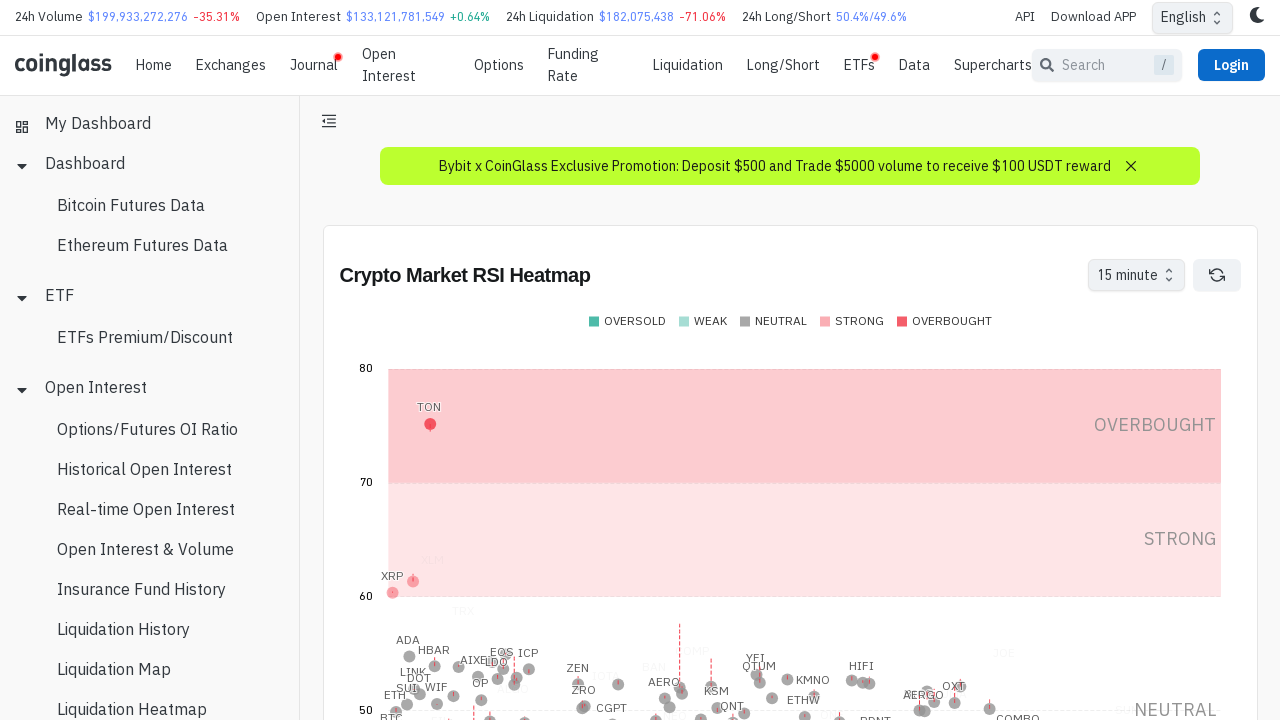 24h Volume $199,933,272,276 -35.31% Open Interest $133,121,781,549 +0.64% 24h Liquidation $182,075,438 -71.06% 24h Long/Short 50.4%/49.6% API Download APP English
coinglass Home Exchanges Journal Open Interest Options Funding Rate Liquidation Long/Short ETFs Data Supercharts Search / Login
My Dashboard
Dashboard
Bitcoin Futures Data
Ethereum Futures Data
ETF
ETFs Premium/Discount
Open Interest
Options/Futures OI Ratio
Historical Open Interest
Real-time Open Interest
Open Interest & Volume
Insurance Fund History
Liquidation History
Liquidation Map
Liquidation Heatmap
Bybit x CoinGlass Exclusive Promotion: Deposit $500 and Trade $5000 volume to receive $100 USDT reward
Crypto Market RSI Heatmap 15 minute
OVERSOLD WEAK NEUTRAL STRONG OVERBOUGHT
80
TON
OVERBOUGHT
70
STRONG
XRP
60
TRX
ADA
HBAR EOS ICP YFI JOE
AIXBT LDO ZEN QTUM HIFI
LINK DOT AERO KMNO
SUI WIF OP ZRO KSM OXT
ETH CGPT QNT ETHW AERGO
50 BTC COMBO NEUTRAL